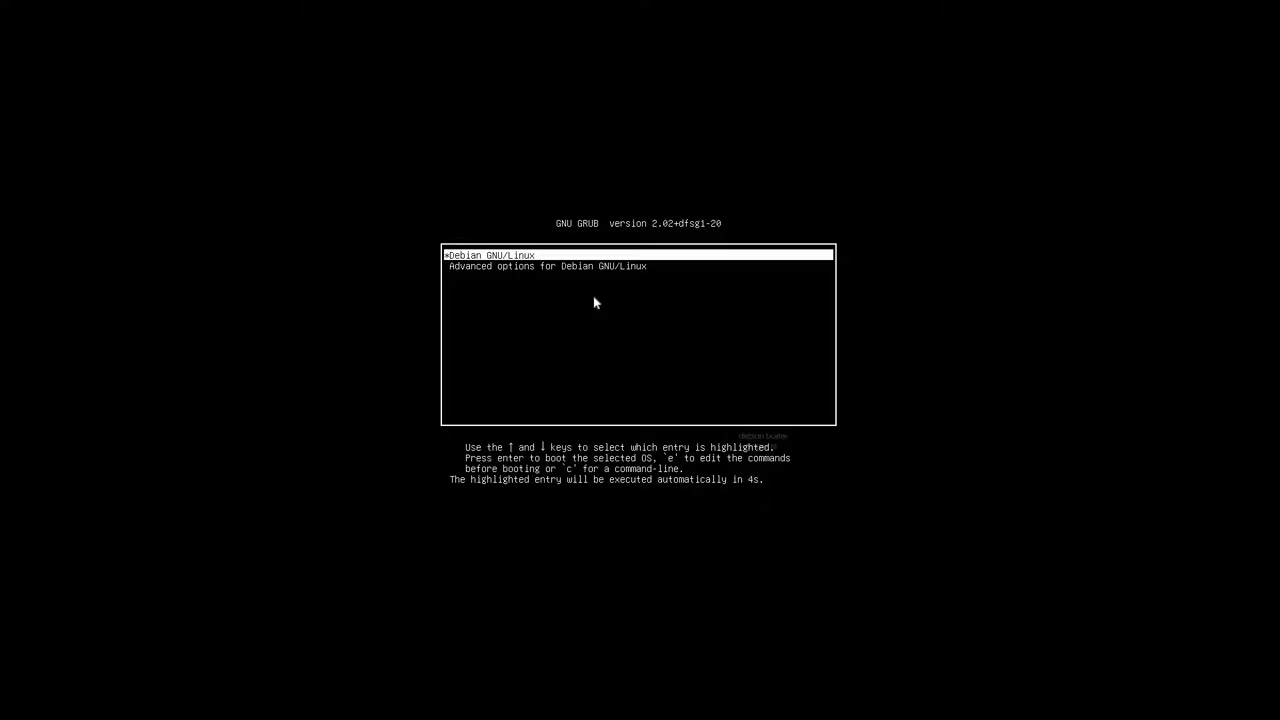 GNU GRUB  version 2.02+dfsg1-20
*Debian GNU/Linux
Advanced options for Debian GNU/Linux
debian buster
Use the ↑ and ↓ keys to select which entry is highlighted.
Press enter to boot the selected OS, `e' to edit the commands
before booting or `c' for a command-line.
The highlighted entry will be executed automatically in 4s.